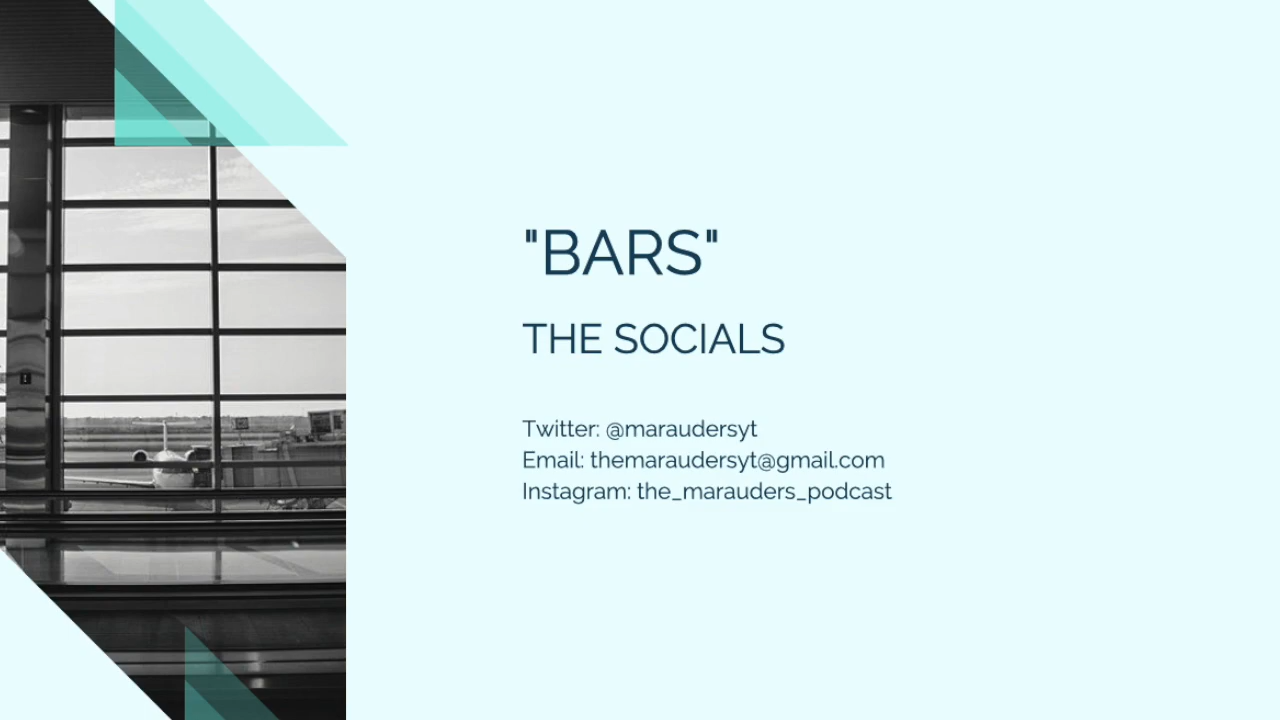 "BARS"
THE SOCIALS
Twitter: @maraudersyt
Email: themaraudersyt@gmail.com
Instagram: the_marauders_podcast